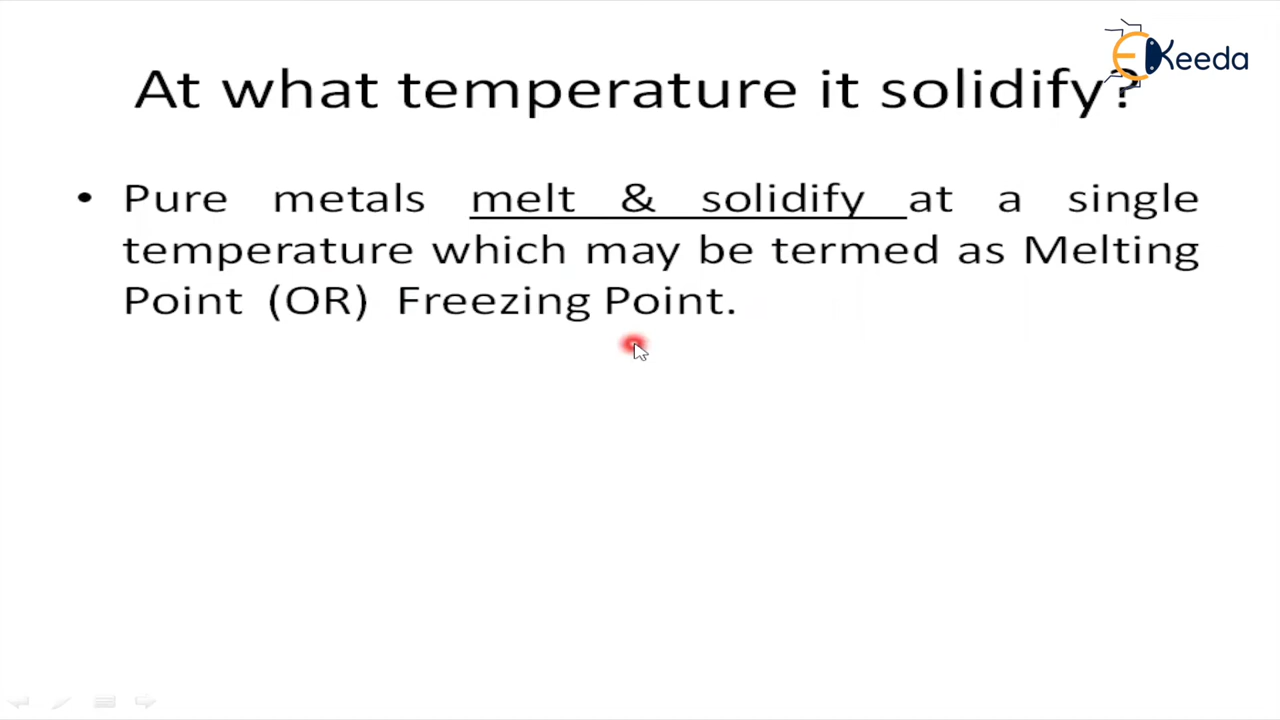 EKeeda
At what temperature it solidify?
• Pure metals melt & solidify at a single
temperature which may be termed as Melting
Point (OR) Freezing Point.